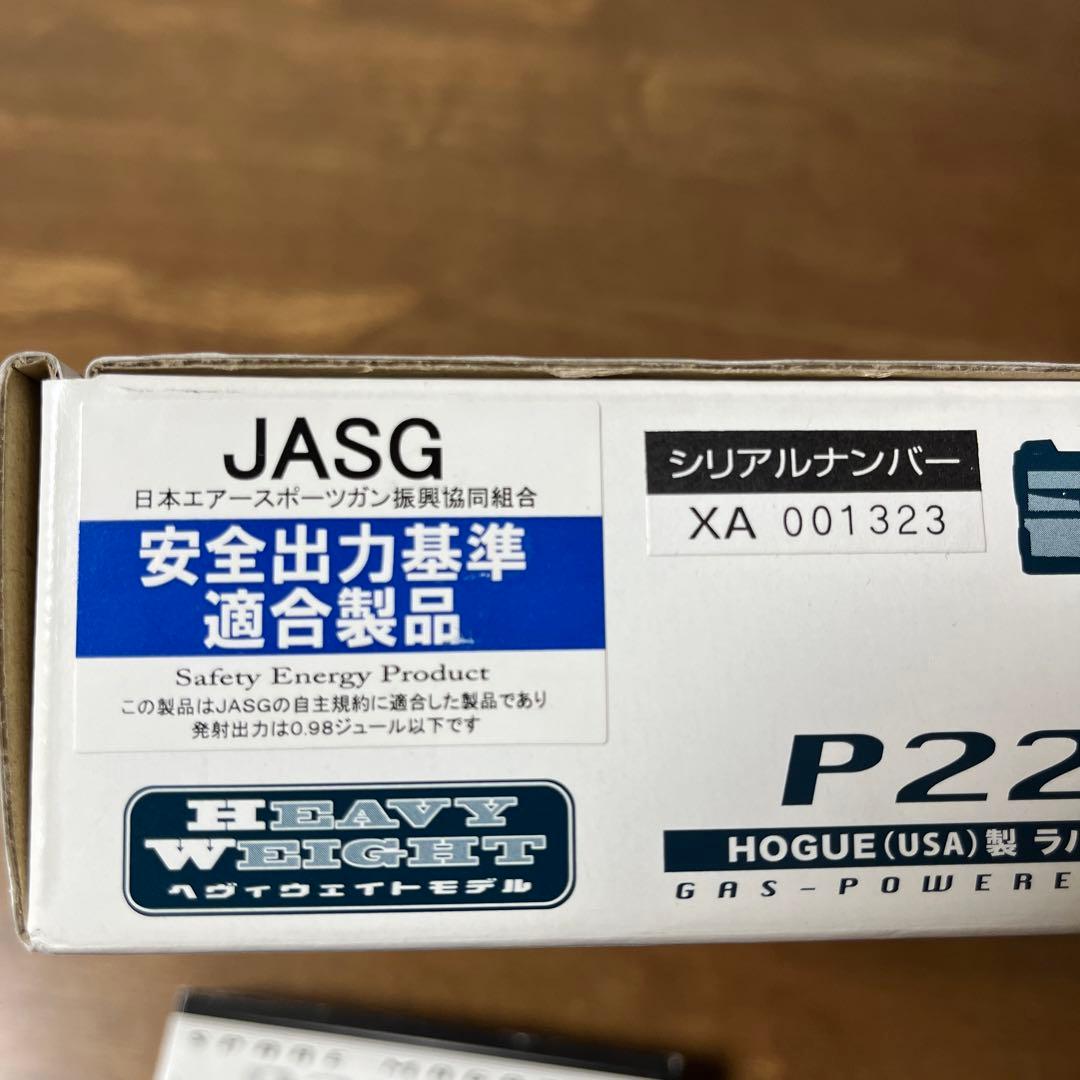 JASG
日本エアースポーツガン振興協同組合
安全出力基準
適合製品
Safety Energy Product
この製品はJASGの自主規約に適合した製品であり
発射出力は0.98ジュール以下です
シリアルナンバー
XA 001323
HEAVY
WEIGHT
ヘヴィウェイトモデル
P22
HOGUE(USA)製 ラバ
GAS-POWERE